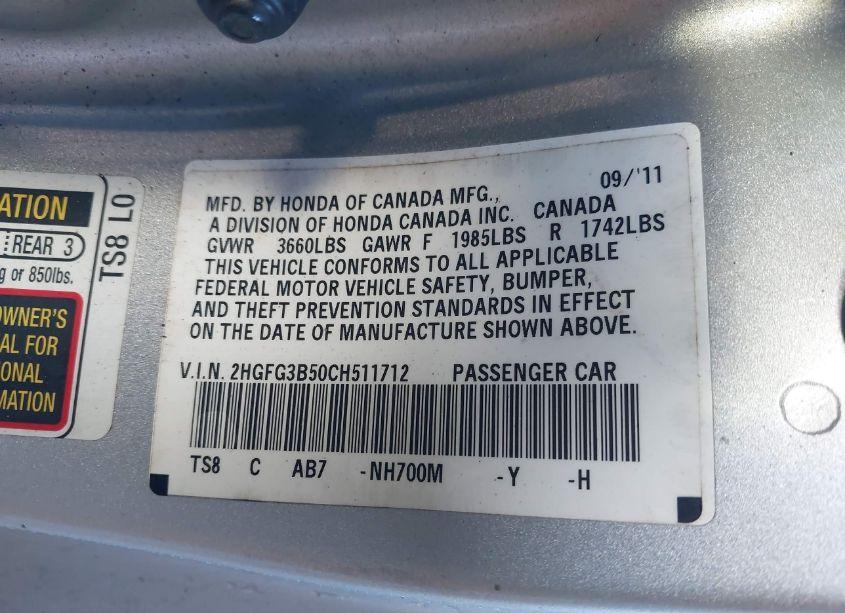 ATION
REAR 3
g or 850lbs.
OWNER'S
AL FOR
IONAL
RMATION
TS8 L0
09/'11
MFD. BY HONDA OF CANADA MFG.,
A DIVISION OF HONDA CANADA INC. CANADA
GVWR 3660LBS GAWR F 1985LBS R 1742LBS
THIS VEHICLE CONFORMS TO ALL APPLICABLE
FEDERAL MOTOR VEHICLE SAFETY, BUMPER,
AND THEFT PREVENTION STANDARDS IN EFFECT
ON THE DATE OF MANUFACTURE SHOWN ABOVE.
V.I.N. 2HGFG3B50CH511712 PASSENGER CAR
TS8 C AB7 -NH700M -Y -H